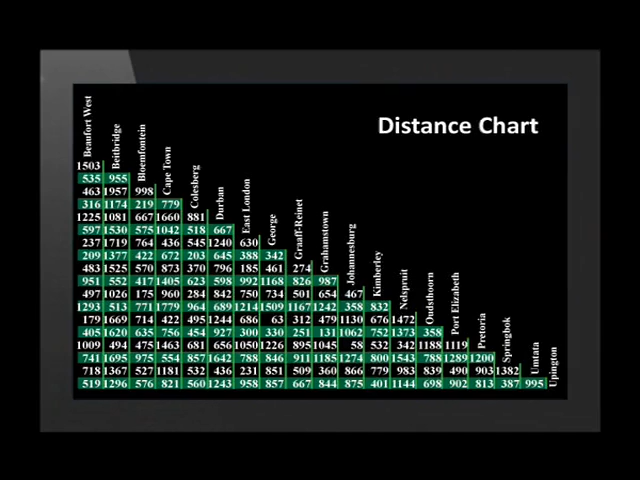 Distance Chart
Beaufort West
Beitbridge
Bloemfontein
Cape Town
Colesberg
Durban
East London
George
Graaff-Reinet
Grahamstown
Johannesburg
Kimberley
Nelspruit
Oudsthoorn
Port Elizabeth
Pretoria
Springbok
Umtata
Upington
1503
535 955
463 1957 998
316 1174 219 779
1225 1081 667 1660 881
597 1530 575 1042 518 667
237 1719 764 436 545 1240 630
209 1377 422 672 203 645 388 342
483 1525 570 873 370 796 185 461 274
951 552 417 1405 623 598 992 1168 826 987
497 1026 175 960 284 842 750 734 501 654 467
1293 513 771 1779 964 689 1214 1509 1167 1242 358 832
179 1669 714 422 495 1244 686 63 312 479 1130 676 1472
405 1620 635 756 454 927 300 330 251 131 1062 752 1373 358
1009 494 475 1463 681 656 1050 1226 895 1045 58 532 342 1188 1119
741 1695 975 554 857 1642 788 846 911 1185 1274 800 1543 788 1289 1200
718 1367 527 1181 532 436 231 851 509 360 866 779 983 839 490 903 1382
519 1296 576 821 560 1243 958 857 667 844 875 401 1144 698 902 813 387 995